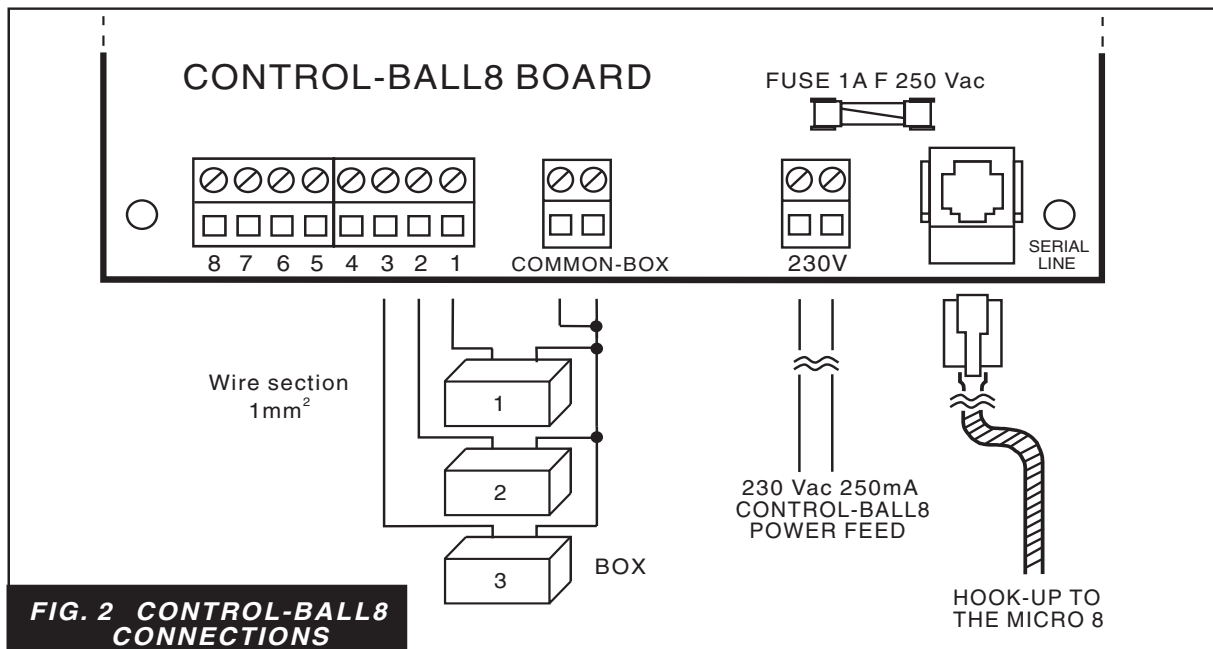 CONTROL-BALL8 BOARD
FUSE 1A F 250 Vac
8 7 6 5 4 3 2 1
COMMON-BOX
230V
SERIAL
LINE
Wire section
1mm²
1
2
3
BOX
230 Vac 250mA
CONTROL-BALL8
POWER FEED
HOOK-UP TO
THE MICRO 8
FIG. 2 CONTROL-BALL8
CONNECTIONS